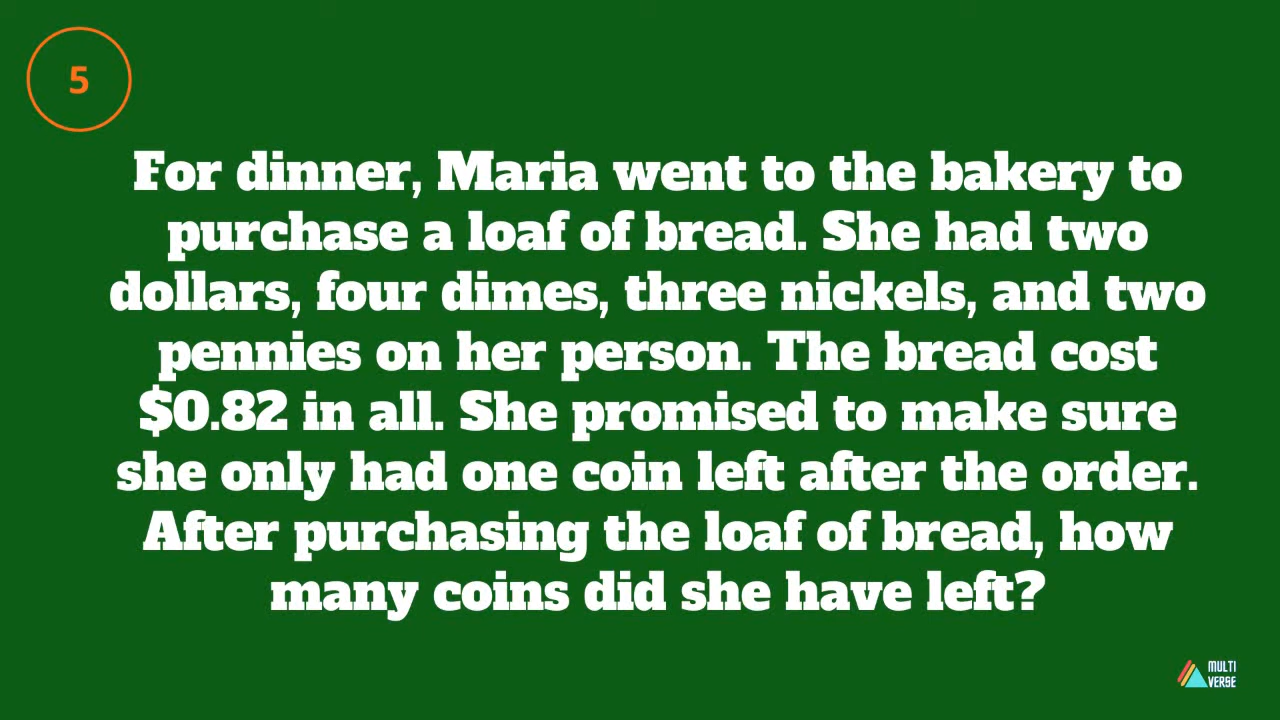 5
For dinner, Maria went to the bakery to
purchase a loaf of bread. She had two
dollars, four dimes, three nickels, and two
pennies on her person. The bread cost
$0.82 in all. She promised to make sure
she only had one coin left after the order.
After purchasing the loaf of bread, how
many coins did she have left?
MULTI
VERSE